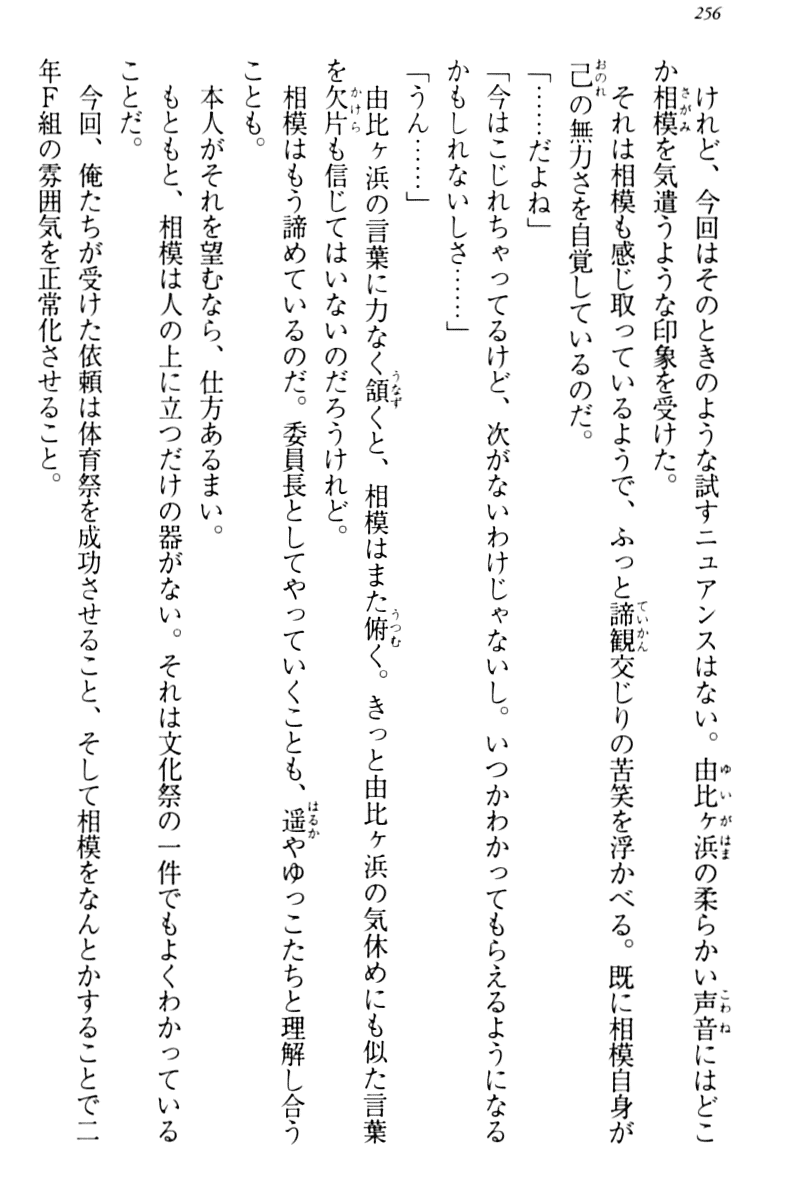 256
けれど、今回はそのときのような試すニュアンスはない。由比ヶ浜の柔らかい声音にはどこ
か相模を気遣うような印象を受けた。
それは相模も感じ取っているようで、ふっと諦観交じりの苦笑を浮かべる。既に相模自身が
己の無力さを自覚しているのだ。
「……だよね」
「今はこじれちゃってるけど、次がないわけじゃないし。いつかわかってもらえるようになる
かもしれないしさ……」
「うん……」
由比ヶ浜の言葉に力なく頷くと、相模はまた俯く。きっと由比ヶ浜の気休めにも似た言葉
を欠片も信じてはいないのだろうけれど。
相模はもう諦めているのだ。委員長としてやっていくことも、遥やゆっこたちと理解し合う
ことも。
本人がそれを望むなら、仕方あるまい。
もともと、相模は人の上に立つだけの器がない。それは文化祭の一件でもよくわかっている
ことだ。
今回、俺たちが受けた依頼は体育祭を成功させること、そして相模をなんとかすることで二
年F組の雰囲気を正常化させること。